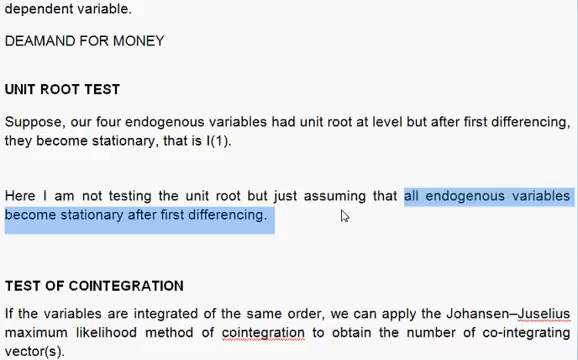 dependent variable.
DEAMAND FOR MONEY
UNIT ROOT TEST
Suppose, our four endogenous variables had unit root at level but after first differencing,
they become stationary, that is I(1).
Here I am not testing the unit root but just assuming that all endogenous variables
become stationary after first differencing.
TEST OF COINTEGRATION
If the variables are integrated of the same order, we can apply the Johansen–Juselius
maximum likelihood method of cointegration to obtain the number of co-integrating
vector(s).